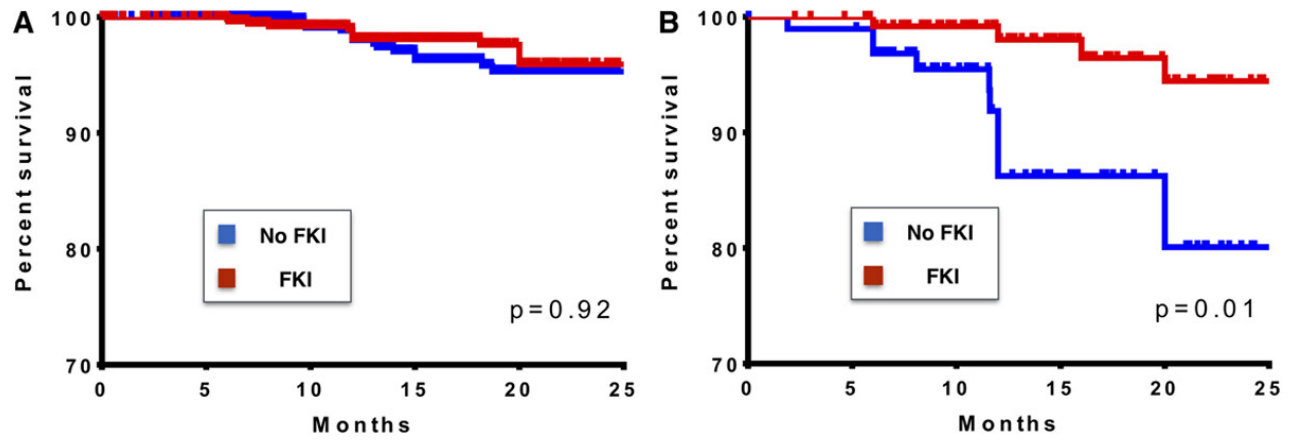 A
Percent survival
100
90
80
70
No FKI
FKI
p=0.92
0 5 10 15 20 25
Months
B
Percent survival
100
90
80
70
No FKI
FKI
p=0.01
0 5 10 15 20 25
Months